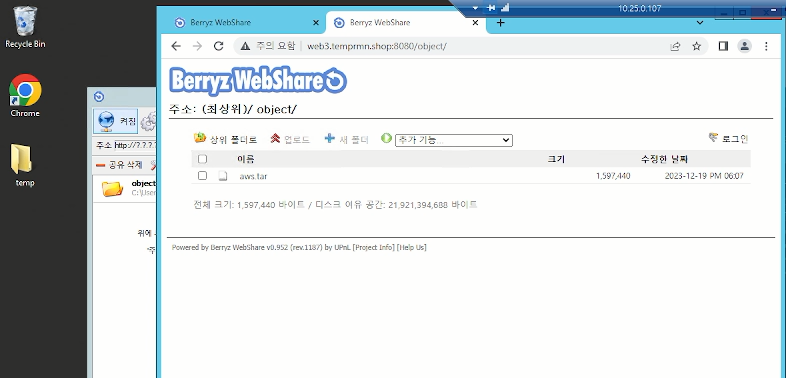 10.25.0.107
Recycle Bin
Chrome
temp
Berryz WebShare
Berryz WebShare
주의 요함 web3.temprmn.shop:8080/object/
켜짐
주소 http://?.?.?
공유 삭제
object
C:\User
위에
Berryz WebShare
주소: (최상위)/ object/
상위 폴더로 업로드 새 폴더 추가 기능... 로그인
이름 크기 수정한 날짜
aws.tar 1,597,440 2023-12-19 PM 06:07
전체 크기: 1,597,440 바이트 / 디스크 여유 공간: 21,921,394,688 바이트
Powered by Berryz WebShare v0.952 (rev.1187) by UPnL [Project Info] [Help Us]